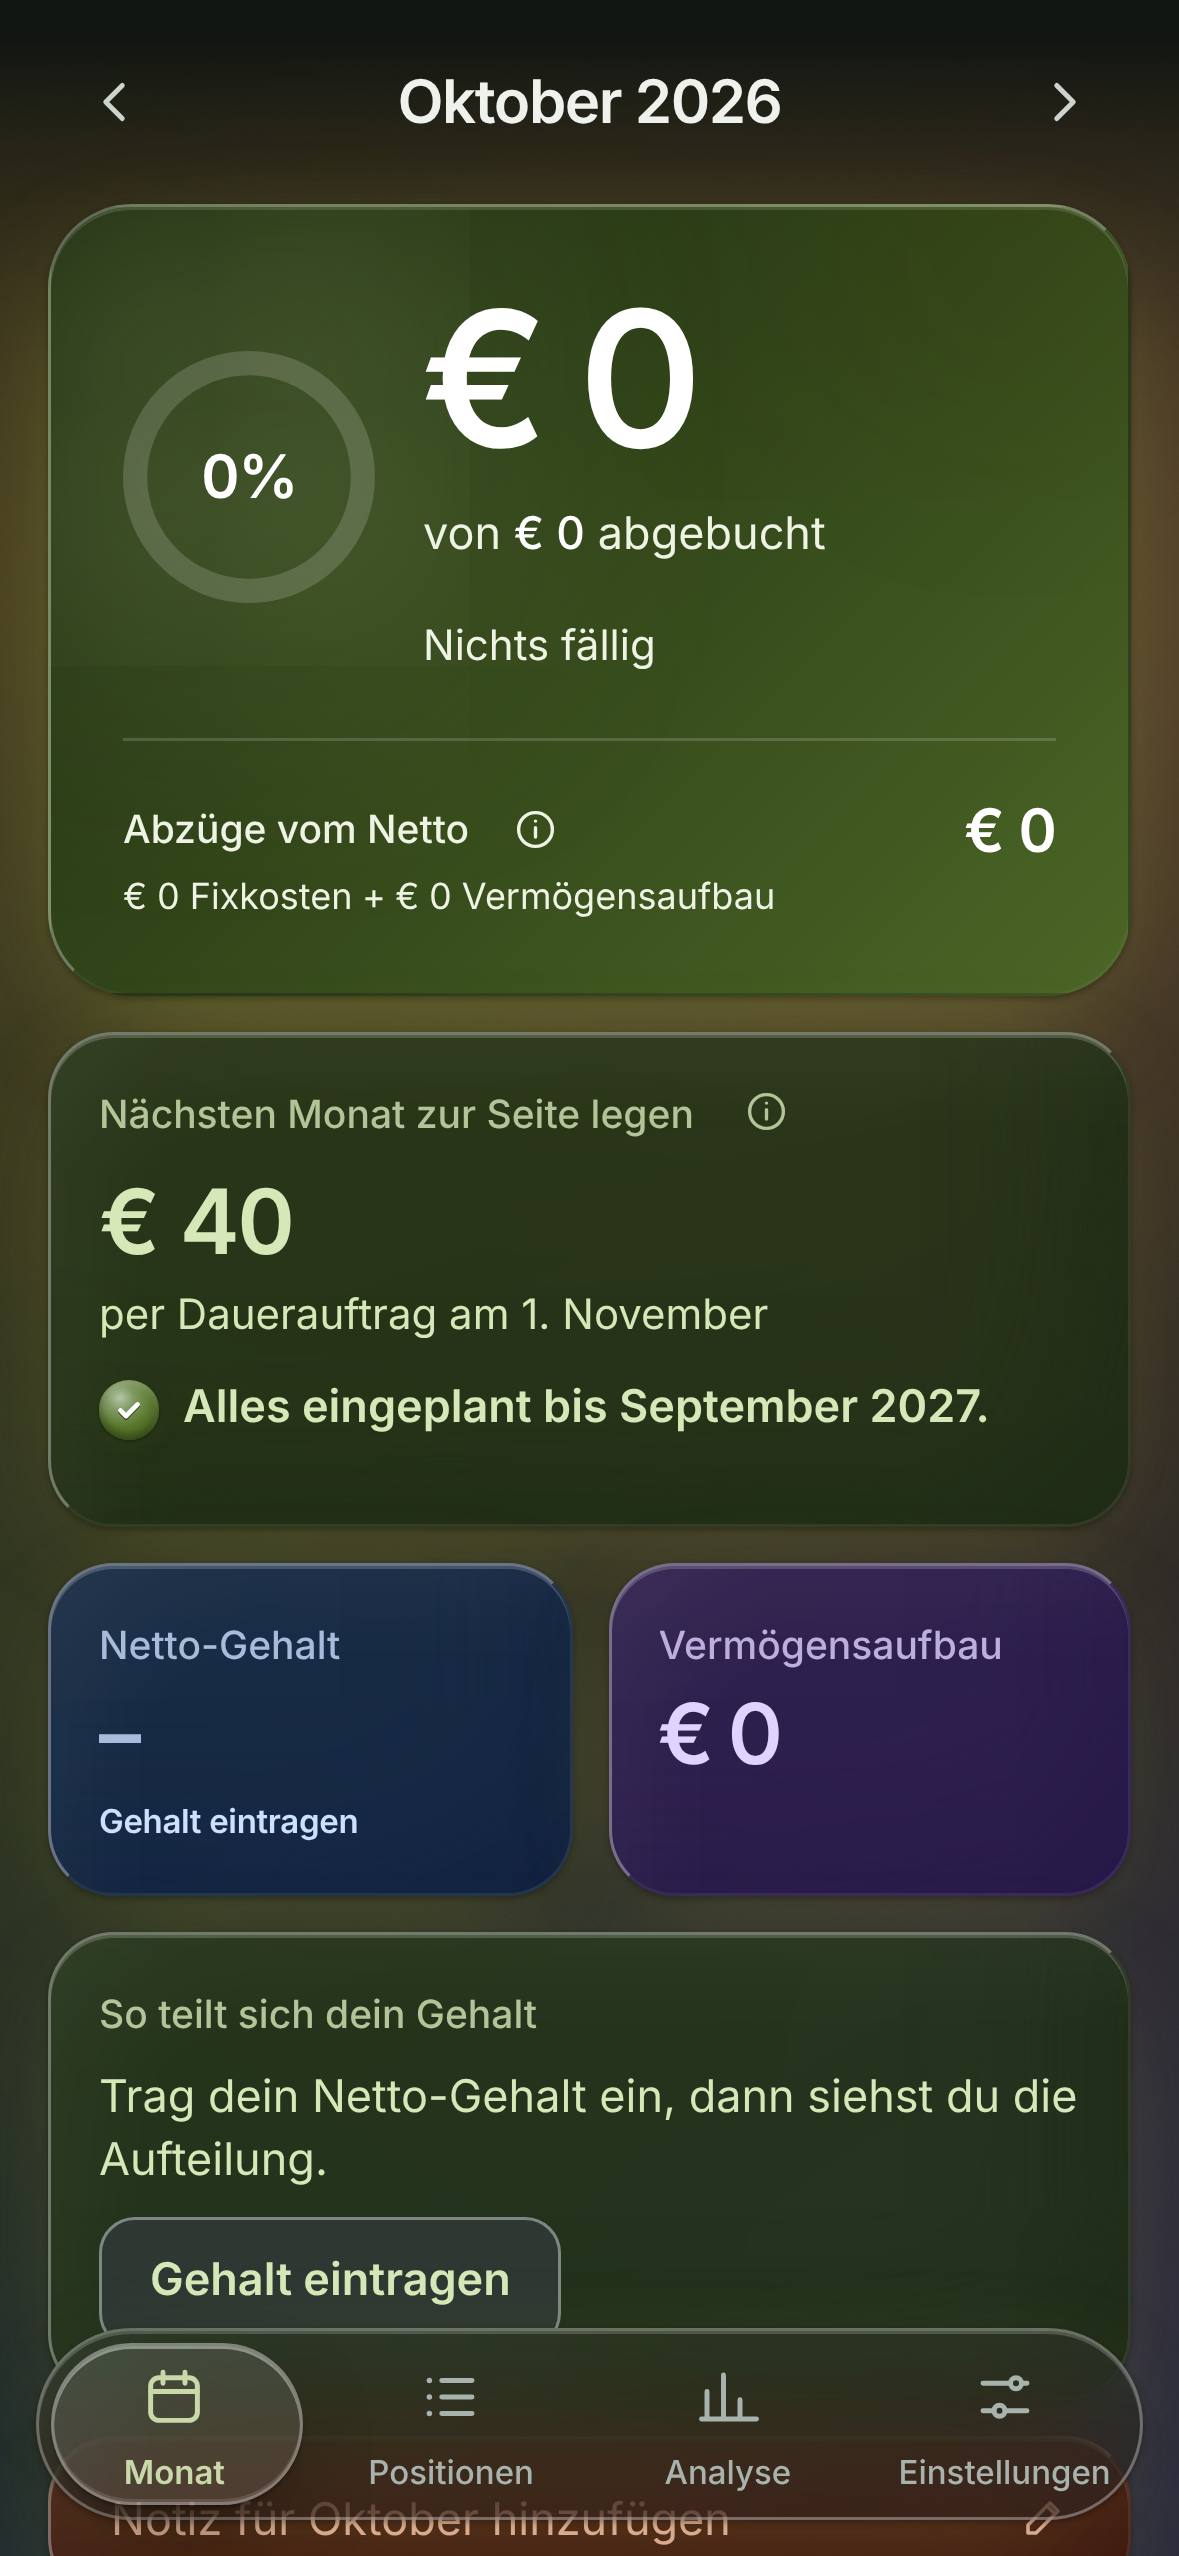 Oktober 2026
€ 0
0%
von € 0 abgebucht
Nichts fällig
Abzüge vom Netto
€ 0
€ 0 Fixkosten + € 0 Vermögensaufbau
Nächsten Monat zur Seite legen
€ 40
per Dauerauftrag am 1. November
Alles eingeplant bis September 2027.
Netto-Gehalt
–
Gehalt eintragen
Vermögensaufbau
€ 0
So teilt sich dein Gehalt
Trag dein Netto-Gehalt ein, dann siehst du die
Aufteilung.
Gehalt eintragen
Monat
Positionen
Analyse
Einstellungen
Notiz für Oktober hinzufügen